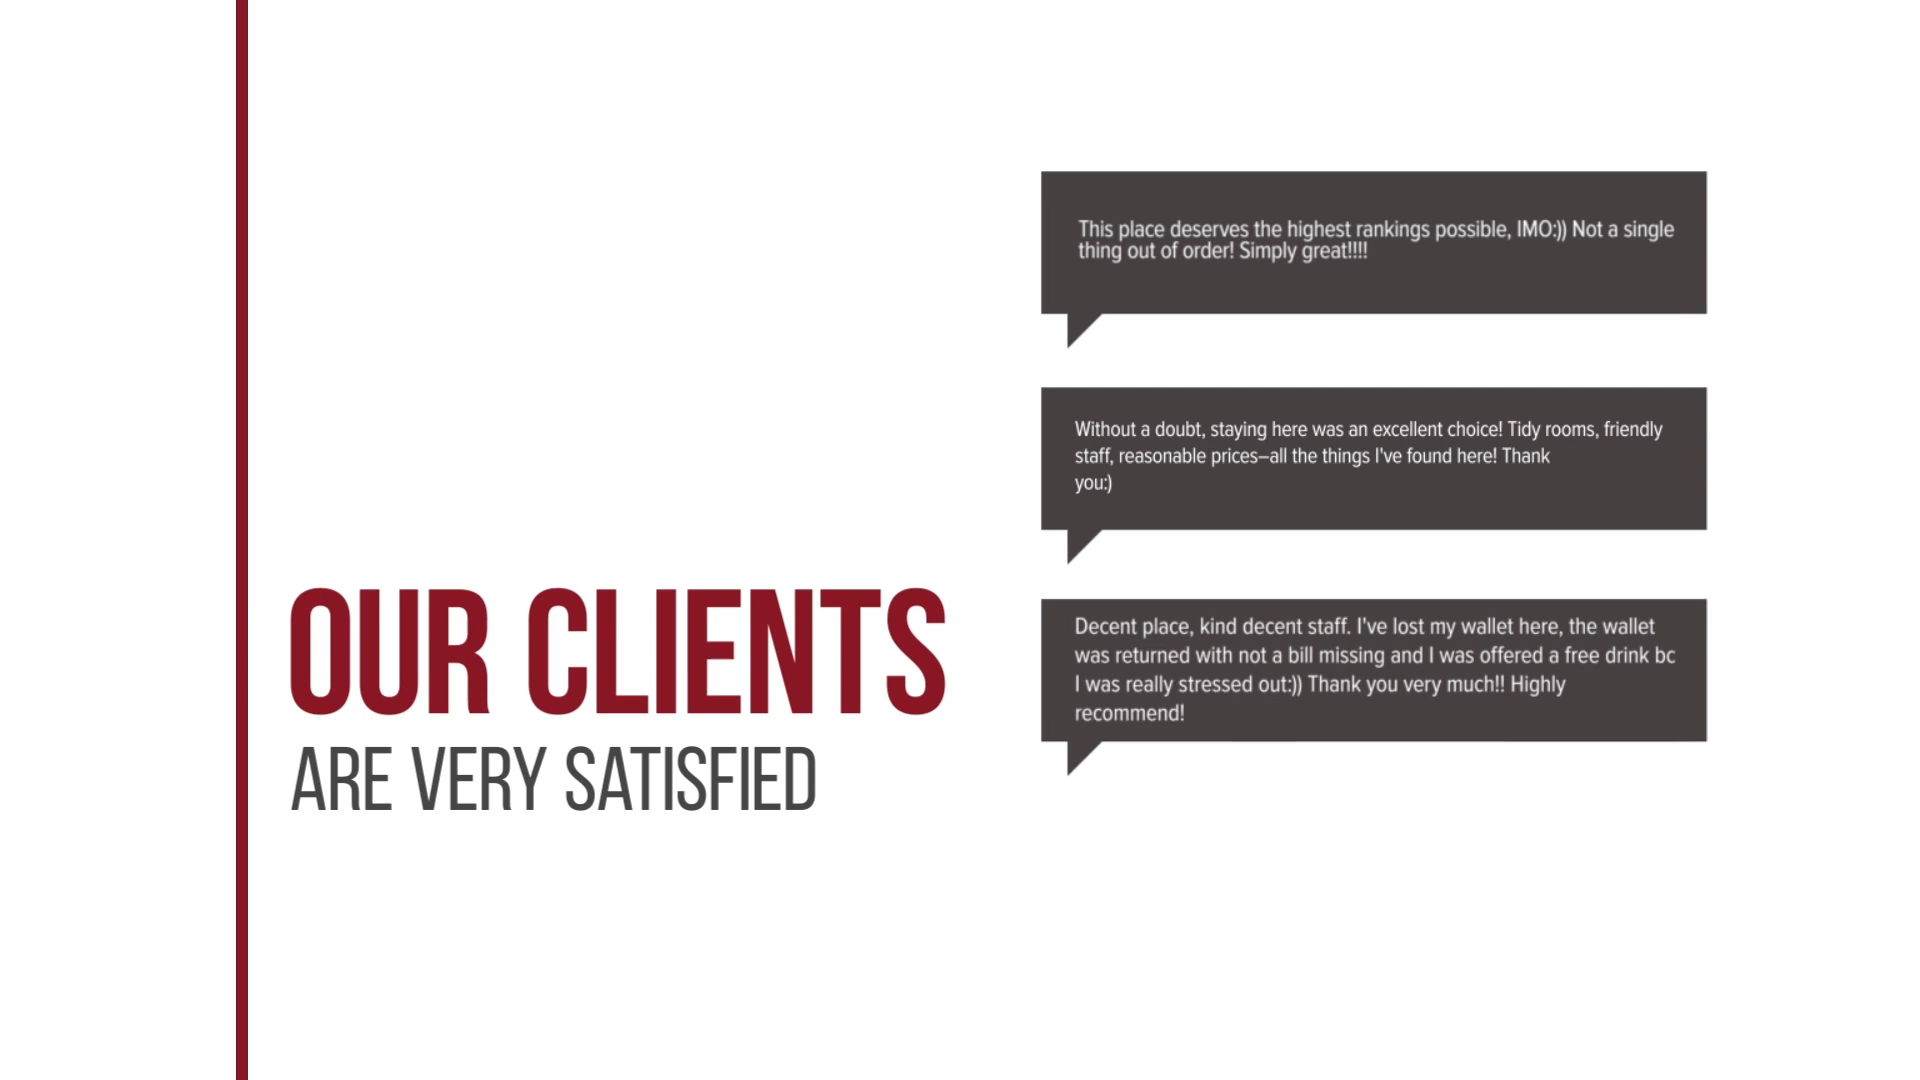 OUR CLIENTS
ARE VERY SATISFIED
This place deserves the highest rankings possible, IMO:)) Not a single
thing out of order! Simply great!!!!
Without a doubt, staying here was an excellent choice! Tidy rooms, friendly
staff, reasonable prices–all the things I've found here! Thank
you:)
Decent place, kind decent staff. I've lost my wallet here, the wallet
was returned with not a bill missing and I was offered a free drink bc
I was really stressed out:)) Thank you very much!! Highly
recommend!